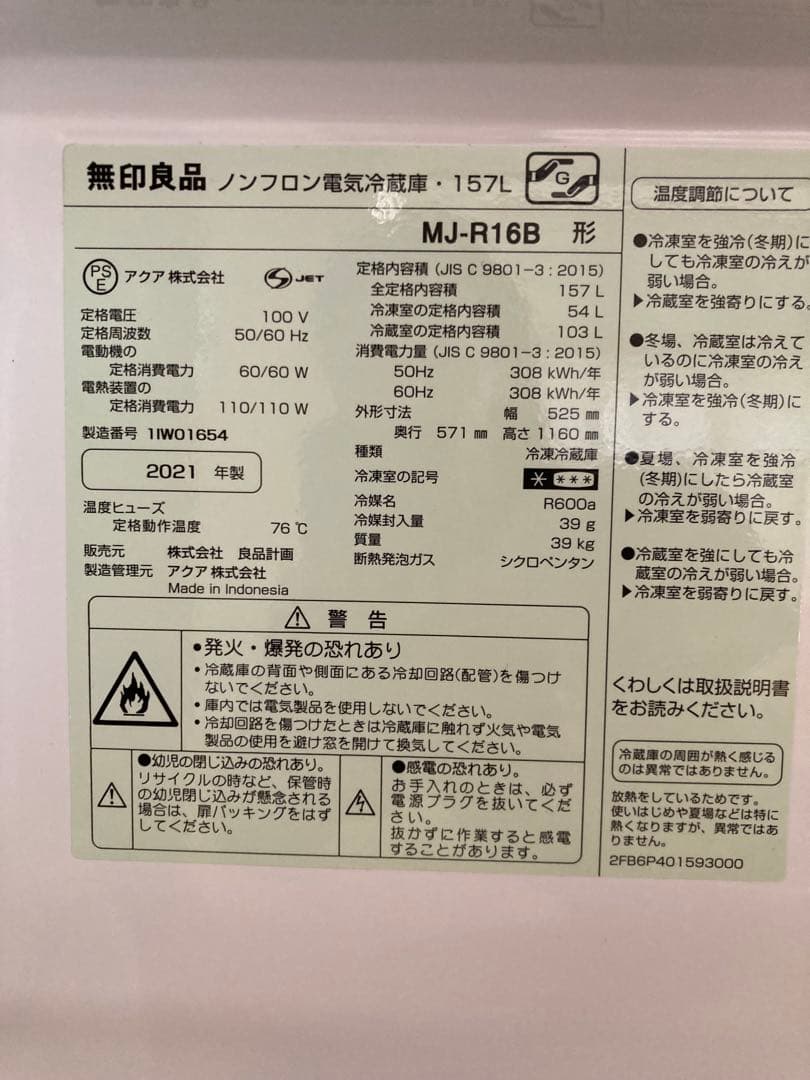 無印良品 ノンフロン電気冷蔵庫・157L G
MJ-R16B 形
PS E アクア 株式会社 S JET
定格電圧 100 V
定格周波数 50/60 Hz
電動機の
定格消費電力 60/60 W
電熱装置の
定格消費電力 110/110 W
製造番号 1IW01654
2021 年製
温度ヒューズ
定格動作温度 76 ℃
販売元 株式会社 良品計画
製造管理元 アクア 株式会社
Made in Indonesia
定格内容積 (JIS C 9801-3 : 2015)
全定格内容積 157 L
冷凍室の定格内容積 54 L
冷蔵室の定格内容積 103 L
消費電力量 (JIS C 9801-3 : 2015)
50Hz 308 kWh/年
60Hz 308 kWh/年
外形寸法 幅 525 ㎜
奥行 571 ㎜ 高さ 1160 ㎜
種類 冷凍冷蔵庫
冷凍室の記号 * ***
冷媒名 R600a
冷媒封入量 39 g
質量 39 kg
断熱発泡ガス シクロペンタン
⚠ 警告
●発火・爆発の恐れあり
・冷蔵庫の背面や側面にある冷却回路(配管)を傷つけ
ないでください。
・庫内では電気製品を使用しないでください。
・冷却回路を傷つけたときは冷蔵庫に触れず火気や電気
製品の使用を避け窓を開けて換気してください。
●幼児の閉じ込みの恐れあり。
リサイクルの時など、保管時
の幼児閉じ込みが懸念される
場合は、扉パッキングをはず
してください。
●感電の恐れあり。
お手入れのときは、必ず
電源プラグを抜いてくだ
さい。
抜かずに作業すると感電
することがあります。
温度調節について
●冷凍室を強冷(冬期)に
しても冷凍室の冷えが
弱い場合。
▶冷蔵室を強寄りにする。
●冬場、冷蔵室は冷えて
いるのに冷凍室の冷え
が弱い場合。
▶冷凍室を強冷(冬期)に
する。
●夏場、冷凍室を強冷
(冬期)にしたら冷蔵室
の冷えが弱い場合。
▶冷凍室を弱寄りに戻す。
●冷蔵室を強にしても冷
蔵室の冷えが弱い場合。
▶冷凍室を弱寄りに戻す。
くわしくは取扱説明書
をお読みください。
冷蔵庫の周囲が熱く感じる
のは異常ではありません。
放熱をしているためです。
使いはじめや夏場などは特に
熱くなりますが、異常ではあ
りません。
2FB6P401593000